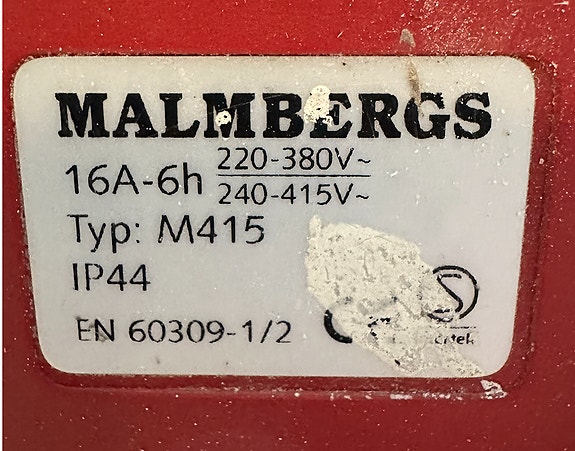 MALMBERGS
16A-6h 220-380V~
240-415V~
Typ: M415
IP44
EN 60309-1/2
S